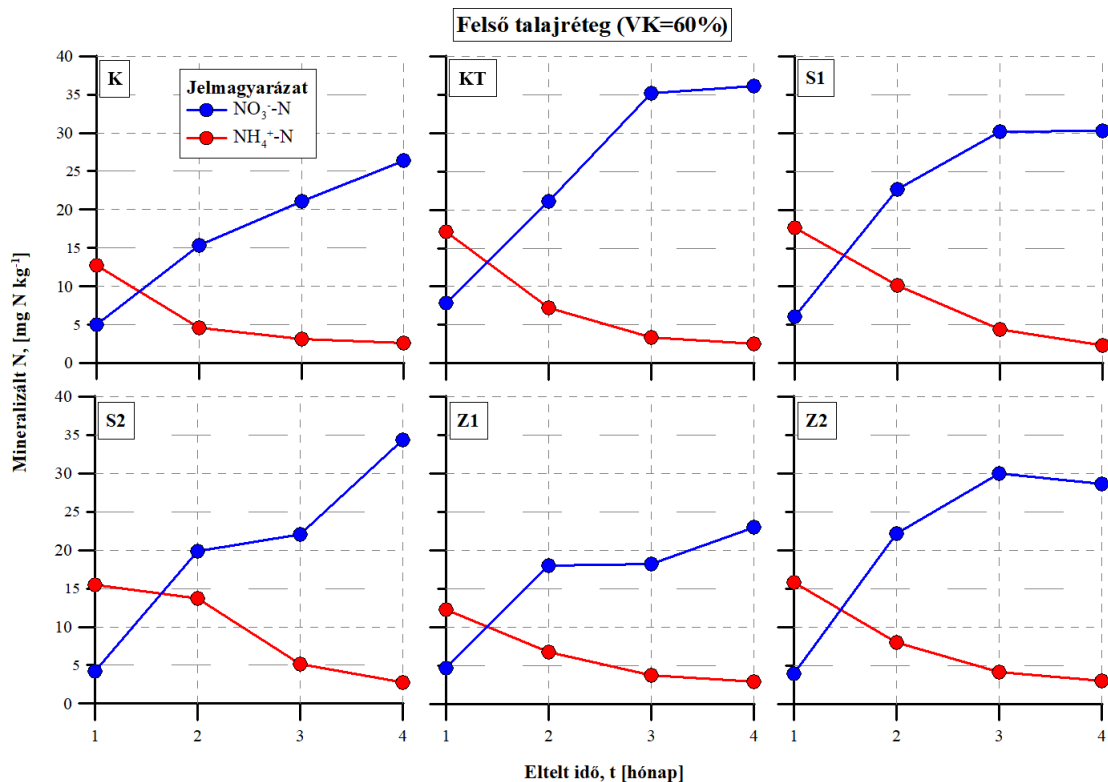 Felső talajréteg (VK=60%)
Mineralizált N, [mg N kg⁻¹]
40
35
30
25
20
15
10
5
0
K
Jelmagyarázat
NO₃⁻-N
NH₄⁺-N
KT
S1
40
35
30
25
20
15
10
5
0
S2
Z1
Z2
1 2 3 4
1 2 3 4
1 2 3 4
Eltelt idő, t [hónap]